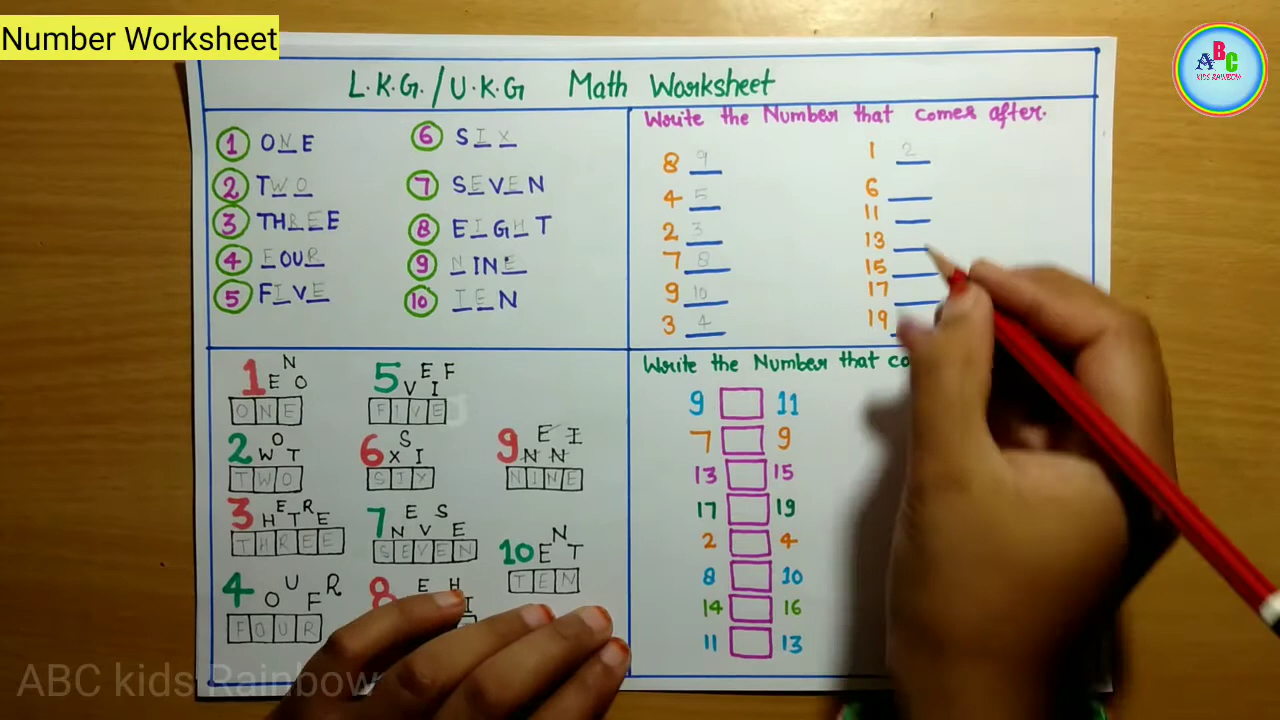 Number Worksheet
ABC
KIDS RAINBOW
L.K.G./U.K.G Math Worksheet
1 ONE
2 TWO
3 THREE
4 FOUR
5 FIVE
6 SIX
7 SEVEN
8 EIGHT
9 NINE
10 TEN
Write the Number that comes after.
8 9
4 5
2 3
7 8
9 10
3 4
1 2
6
11
13
15
17
19
1 E N O
ONE
2 W O T
TWO
3 H E T R E
THREE
4 O U F R
FOUR
5 V E I F
FIVE
6 X S I
SIX
7 N E V S E
SEVEN
8 E H I
9 N E N I
NINE
10 E N T
TEN
Write the Number that co
9 11
7 9
13 15
17 19
2 4
8 10
14 16
11 13
ABC kids Rainbow